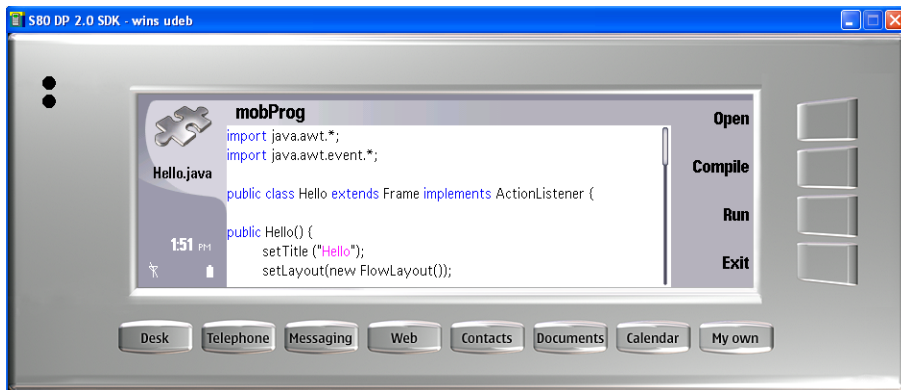 S80 DP 2.0 SDK - wins udeb
mobProg
Hello.java
1:51 PM
import java.awt.*;
import java.awt.event.*;
public class Hello extends Frame implements ActionListener {
public Hello() {
setTitle ("Hello");
setLayout(new FlowLayout());
Open
Compile
Run
Exit
Desk
Telephone
Messaging
Web
Contacts
Documents
Calendar
My own